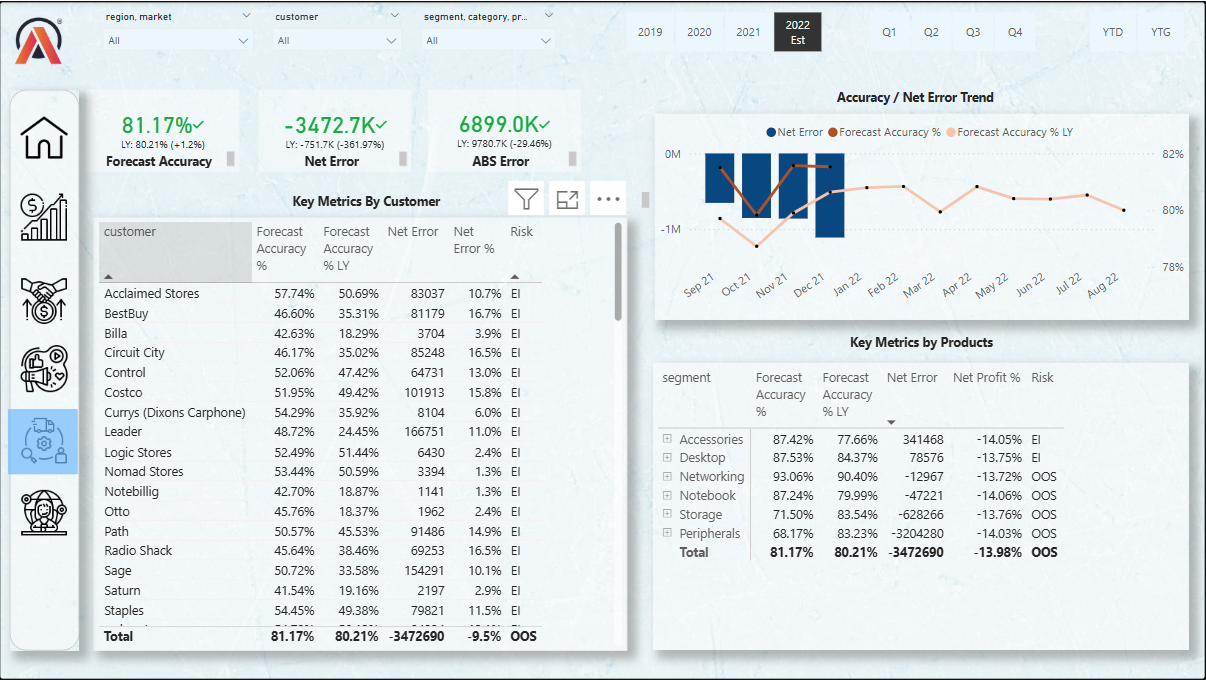 region, market
customer
segment, category, pr...
All
All
All
2019
2020
2021
2022
Est
Q1
Q2
Q3
Q4
YTD
YTG
81.17%
LY: 80.21% (+1.2%)
Forecast Accuracy
-3472.7K
LY: -751.7K (-361.97%)
Net Error
6899.0K
LY: 9780.7K (-29.46%)
ABS Error
Accuracy / Net Error Trend
Net Error Forecast Accuracy % Forecast Accuracy % LY
0M
-1M
82%
80%
78%
Sep 21
Oct 21
Nov 21
Dec 21
Jan 22
Feb 22
Mar 22
Apr 22
May 22
Jun 22
Jul 22
Aug 22
Key Metrics By Customer
customer Forecast Accuracy % Forecast Accuracy % LY Net Error Net Error % Risk
Acclaimed Stores 57.74% 50.69% 83037 10.7% EI
BestBuy 46.60% 35.31% 81179 16.7% EI
Billa 42.63% 18.29% 3704 3.9% EI
Circuit City 46.17% 35.02% 85248 16.5% EI
Control 52.06% 47.42% 64731 13.0% EI
Costco 51.95% 49.42% 101913 15.8% EI
Currys (Dixons Carphone) 54.29% 35.92% 8104 6.0% EI
Leader 48.72% 24.45% 166751 11.0% EI
Logic Stores 52.49% 51.44% 6430 2.4% EI
Nomad Stores 53.44% 50.59% 3394 1.3% EI
Notebillig 42.70% 18.87% 1141 1.3% EI
Otto 45.76% 18.37% 1962 2.4% EI
Path 50.57% 45.53% 91486 14.9% EI
Radio Shack 45.64% 38.46% 69253 16.5% EI
Sage 50.72% 33.58% 154291 10.1% EI
Saturn 41.54% 19.16% 2197 2.9% EI
Staples 54.45% 49.38% 79821 11.5% EI
Total 81.17% 80.21% -3472690 -9.5% OOS
Key Metrics by Products
segment Forecast Accuracy % Forecast Accuracy % LY Net Error Net Profit % Risk
Accessories 87.42% 77.66% 341468 -14.05% EI
Desktop 87.53% 84.37% 78576 -13.75% EI
Networking 93.06% 90.40% -12967 -13.72% OOS
Notebook 87.24% 79.99% -47221 -14.06% OOS
Storage 71.50% 83.54% -628266 -13.76% OOS
Peripherals 68.17% 83.23% -3204280 -14.03% OOS
Total 81.17% 80.21% -3472690 -13.98% OOS